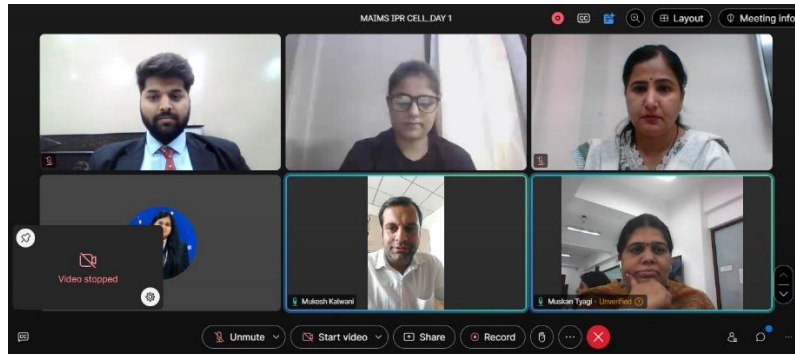 MAIMS IPR CELL_DAY 1
CC
Layout
Meeting info
Video stopped
Mukesh Kalwani
Muskan Tyagi - Unverified
CC
Unmute
Start video
Share
Record